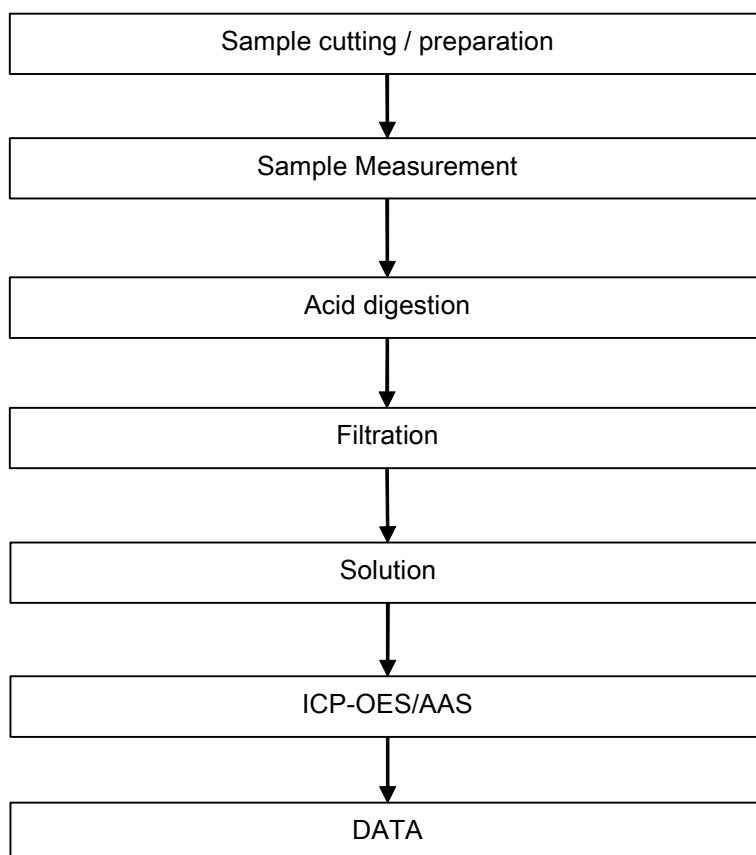 Sample cutting / preparation
Sample Measurement
Acid digestion
Filtration
Solution
ICP-OES/AAS
DATA